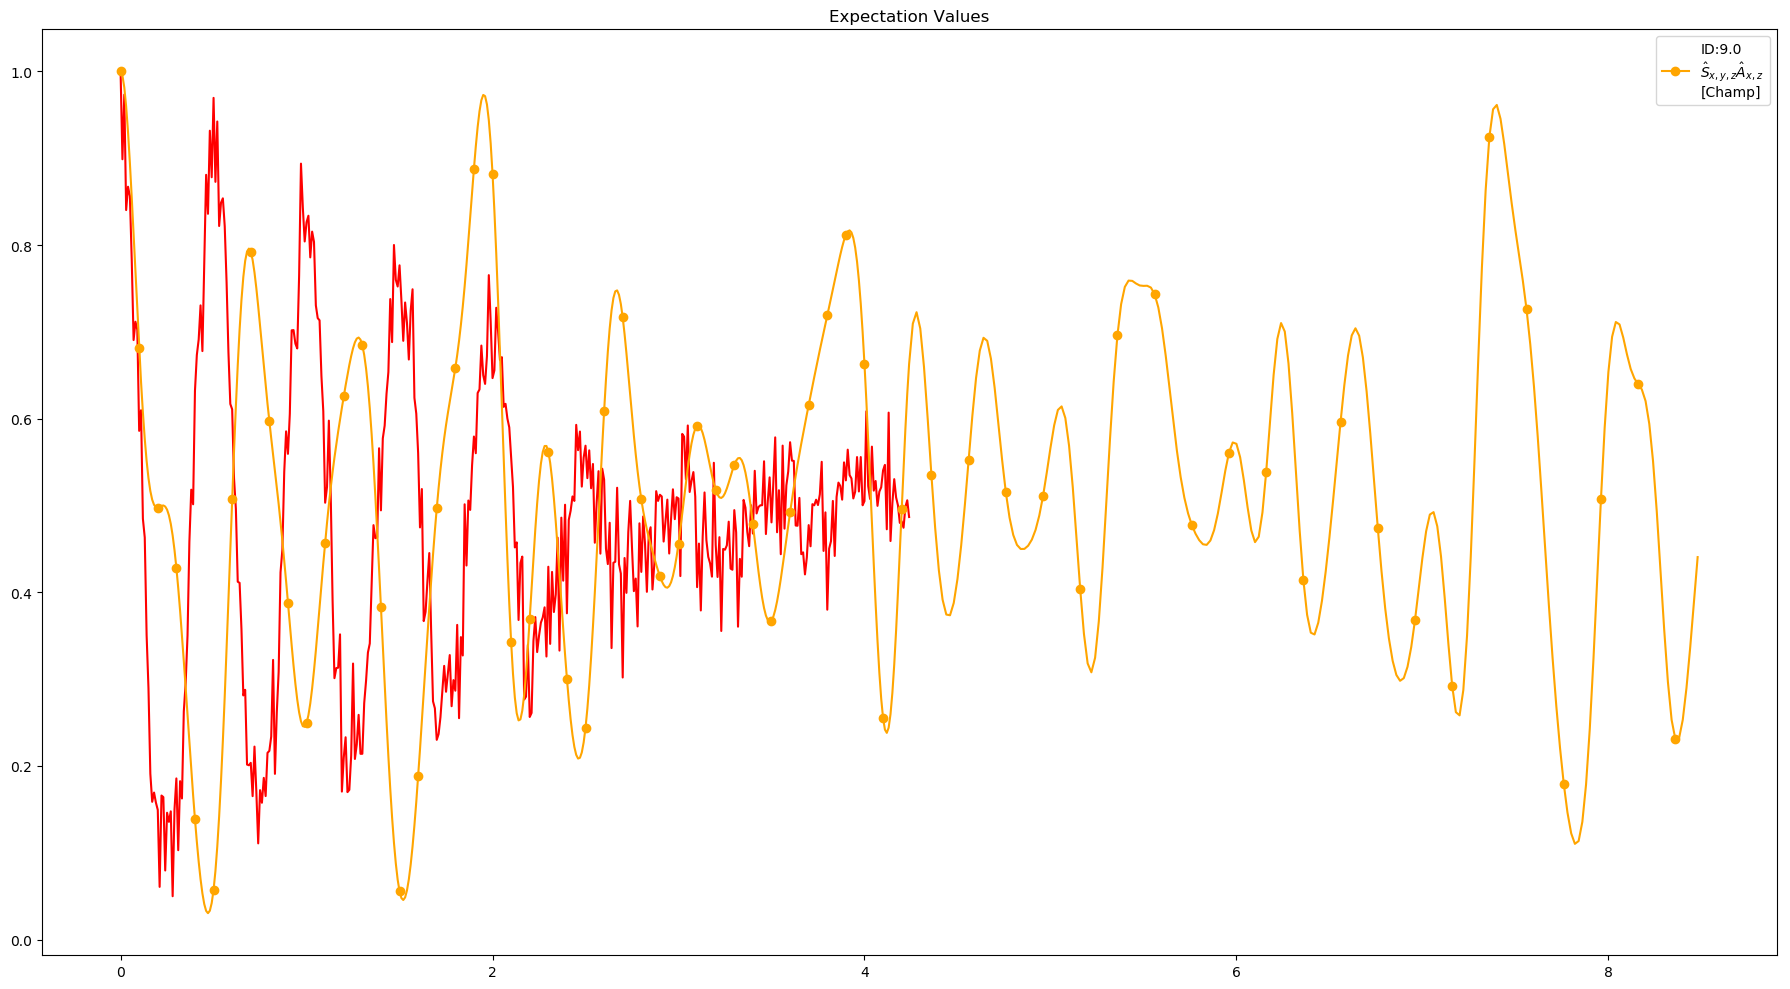 Expectation Values
ID:9.0
$\hat{S}_{x,y,z}\hat{A}_{x,z}$
[Champ]
1.0
0.8
0.6
0.4
0.2
0.0
0 2 4 6 8